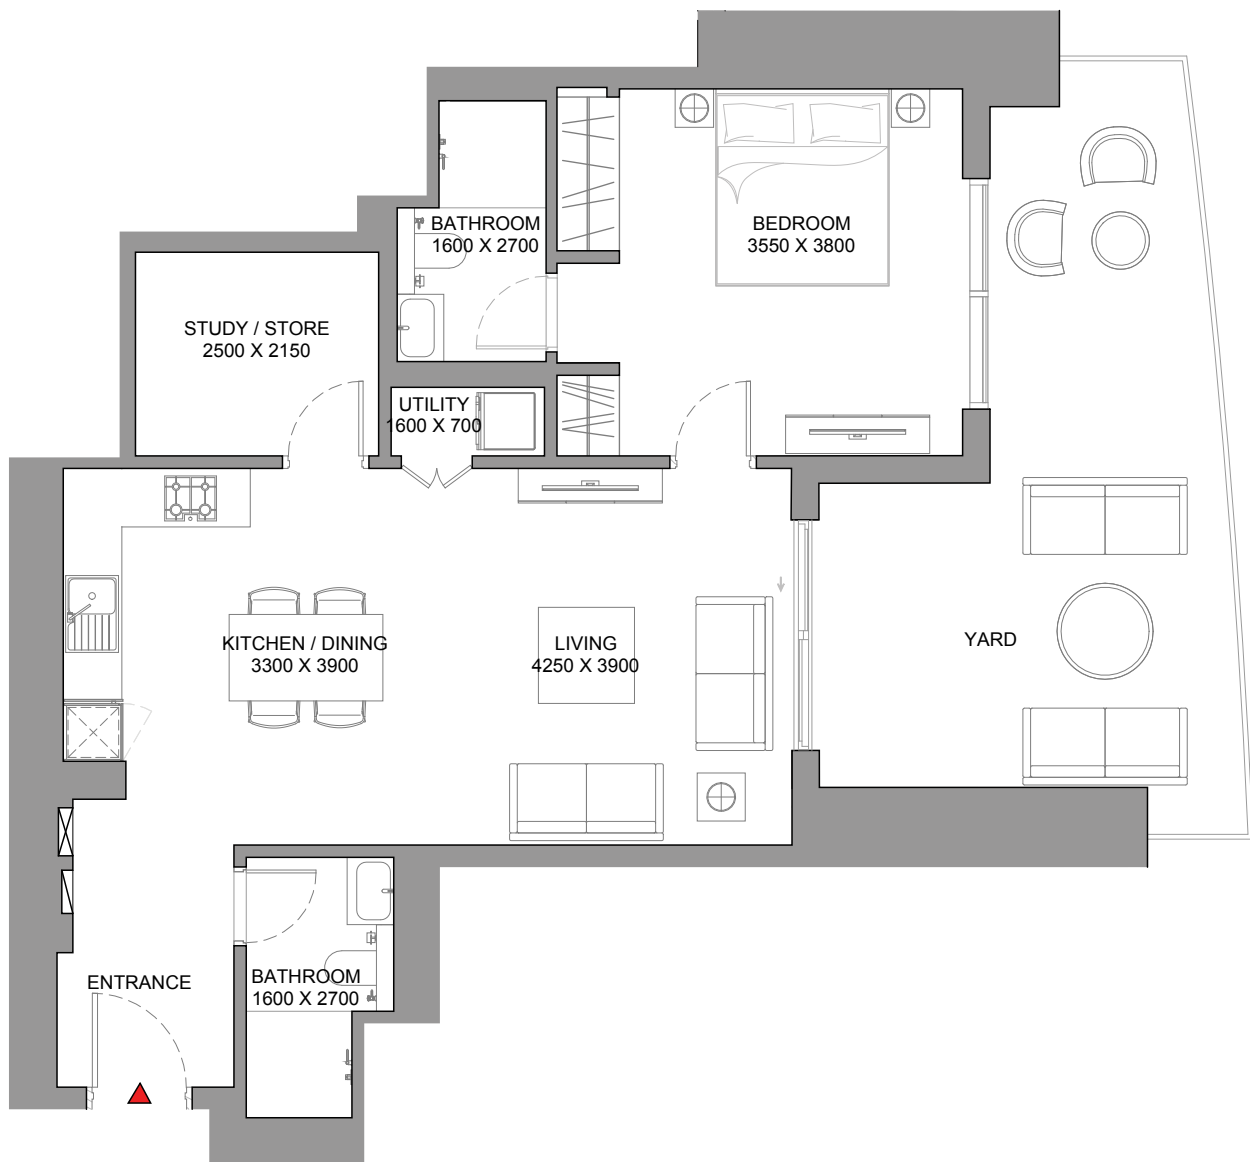 BATHROOM
1600 X 2700
BEDROOM
3550 X 3800
STUDY / STORE
2500 X 2150
UTILITY
1600 X 700
KITCHEN / DINING
3300 X 3900
LIVING
4250 X 3900
YARD
ENTRANCE
BATHROOM
1600 X 2700